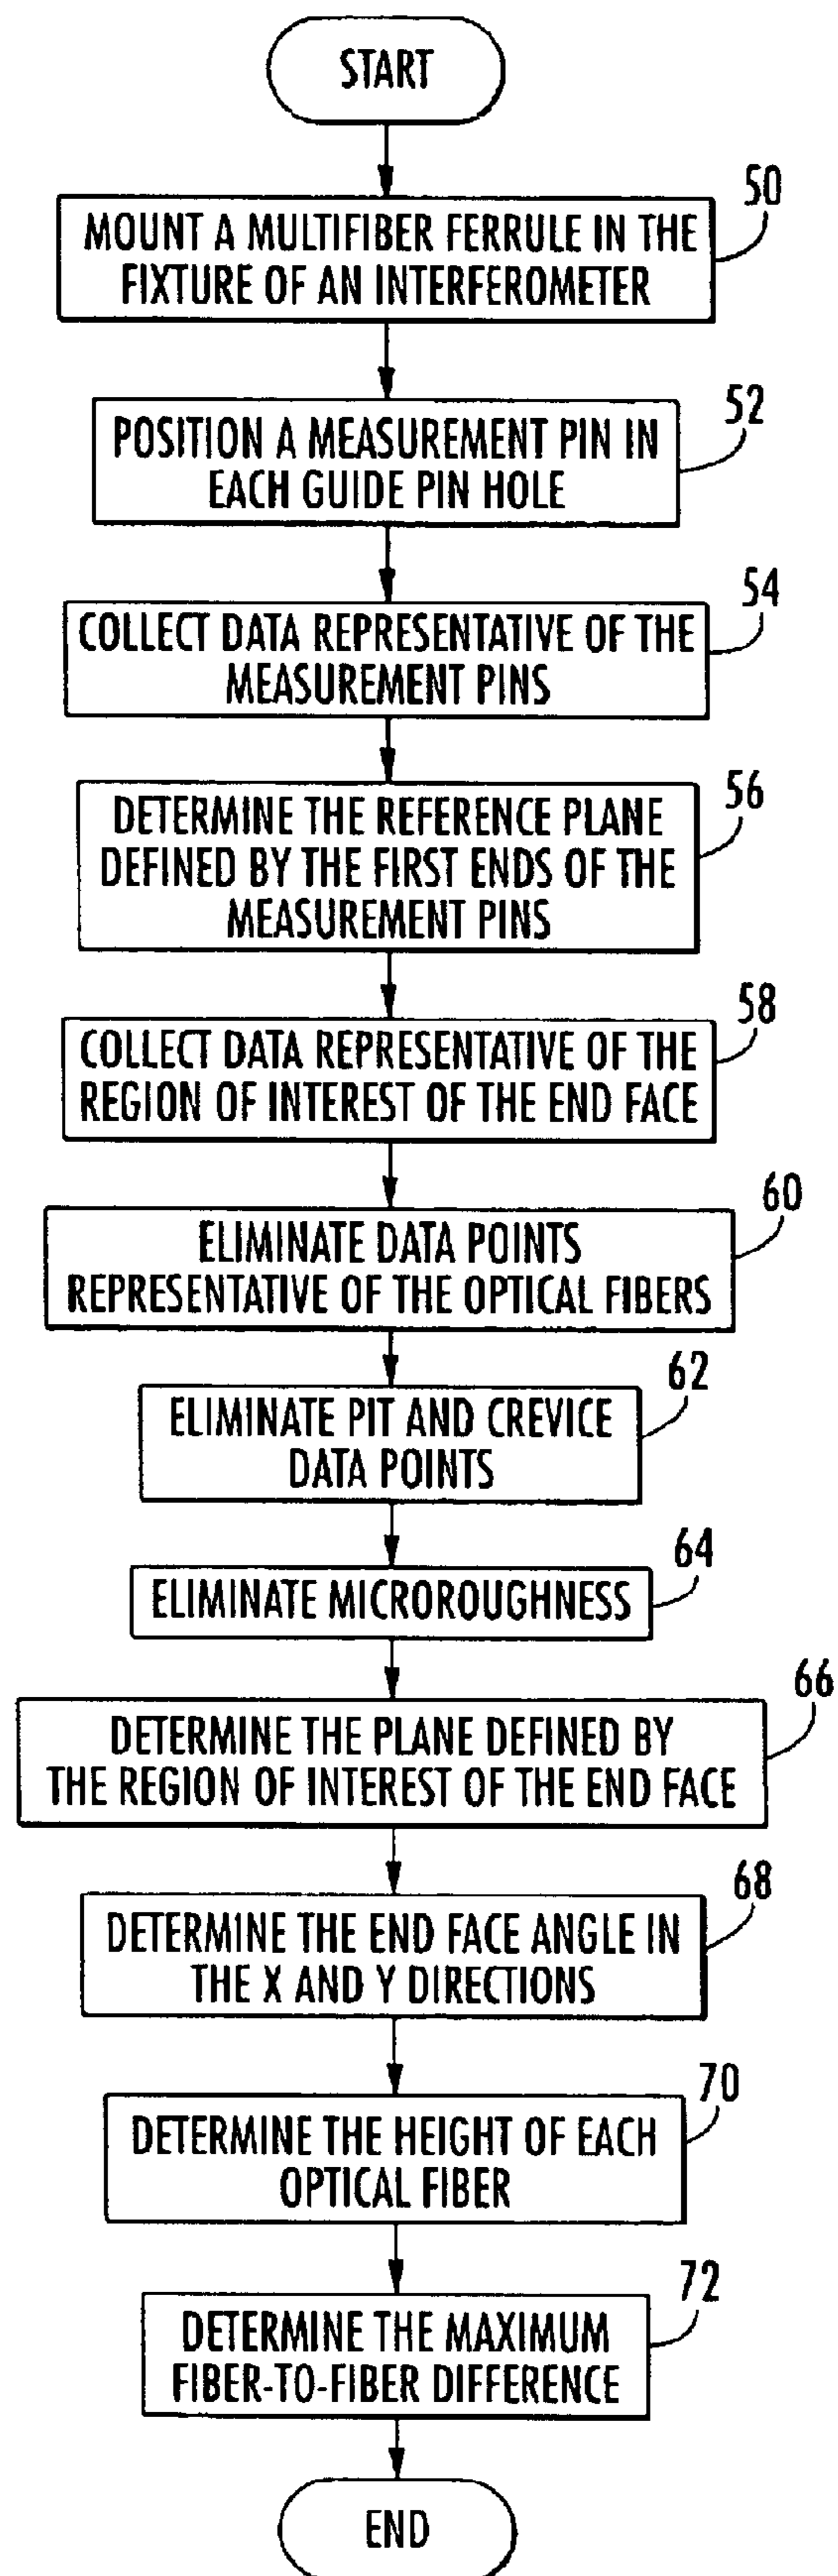 START
50
MOUNT A MULTIFIBER FERRULE IN THE
FIXTURE OF AN INTERFEROMETER
52
POSITION A MEASUREMENT PIN IN
EACH GUIDE PIN HOLE
54
COLLECT DATA REPRESENTATIVE OF THE
MEASUREMENT PINS
56
DETERMINE THE REFERENCE PLANE
DEFINED BY THE FIRST ENDS OF THE
MEASUREMENT PINS
58
COLLECT DATA REPRESENTATIVE OF THE
REGION OF INTEREST OF THE END FACE
60
ELIMINATE DATA POINTS
REPRESENTATIVE OF THE OPTICAL FIBERS
62
ELIMINATE PIT AND CREVICE
DATA POINTS
64
ELIMINATE MICROROUGHNESS
66
DETERMINE THE PLANE DEFINED BY
THE REGION OF INTEREST OF THE END FACE
68
DETERMINE THE END FACE ANGLE IN
THE X AND Y DIRECTIONS
70
DETERMINE THE HEIGHT OF EACH
OPTICAL FIBER
72
DETERMINE THE MAXIMUM
FIBER-TO-FIBER DIFFERENCE
END